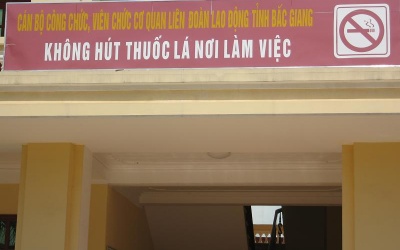 CÁN BỘ CÔNG CHỨC, VIÊN CHỨC CƠ QUAN LIÊN ĐOÀN LAO ĐỘNG TỈNH BẮC GIANG
KHÔNG HÚT THUỐC LÁ NƠI LÀM VIỆC